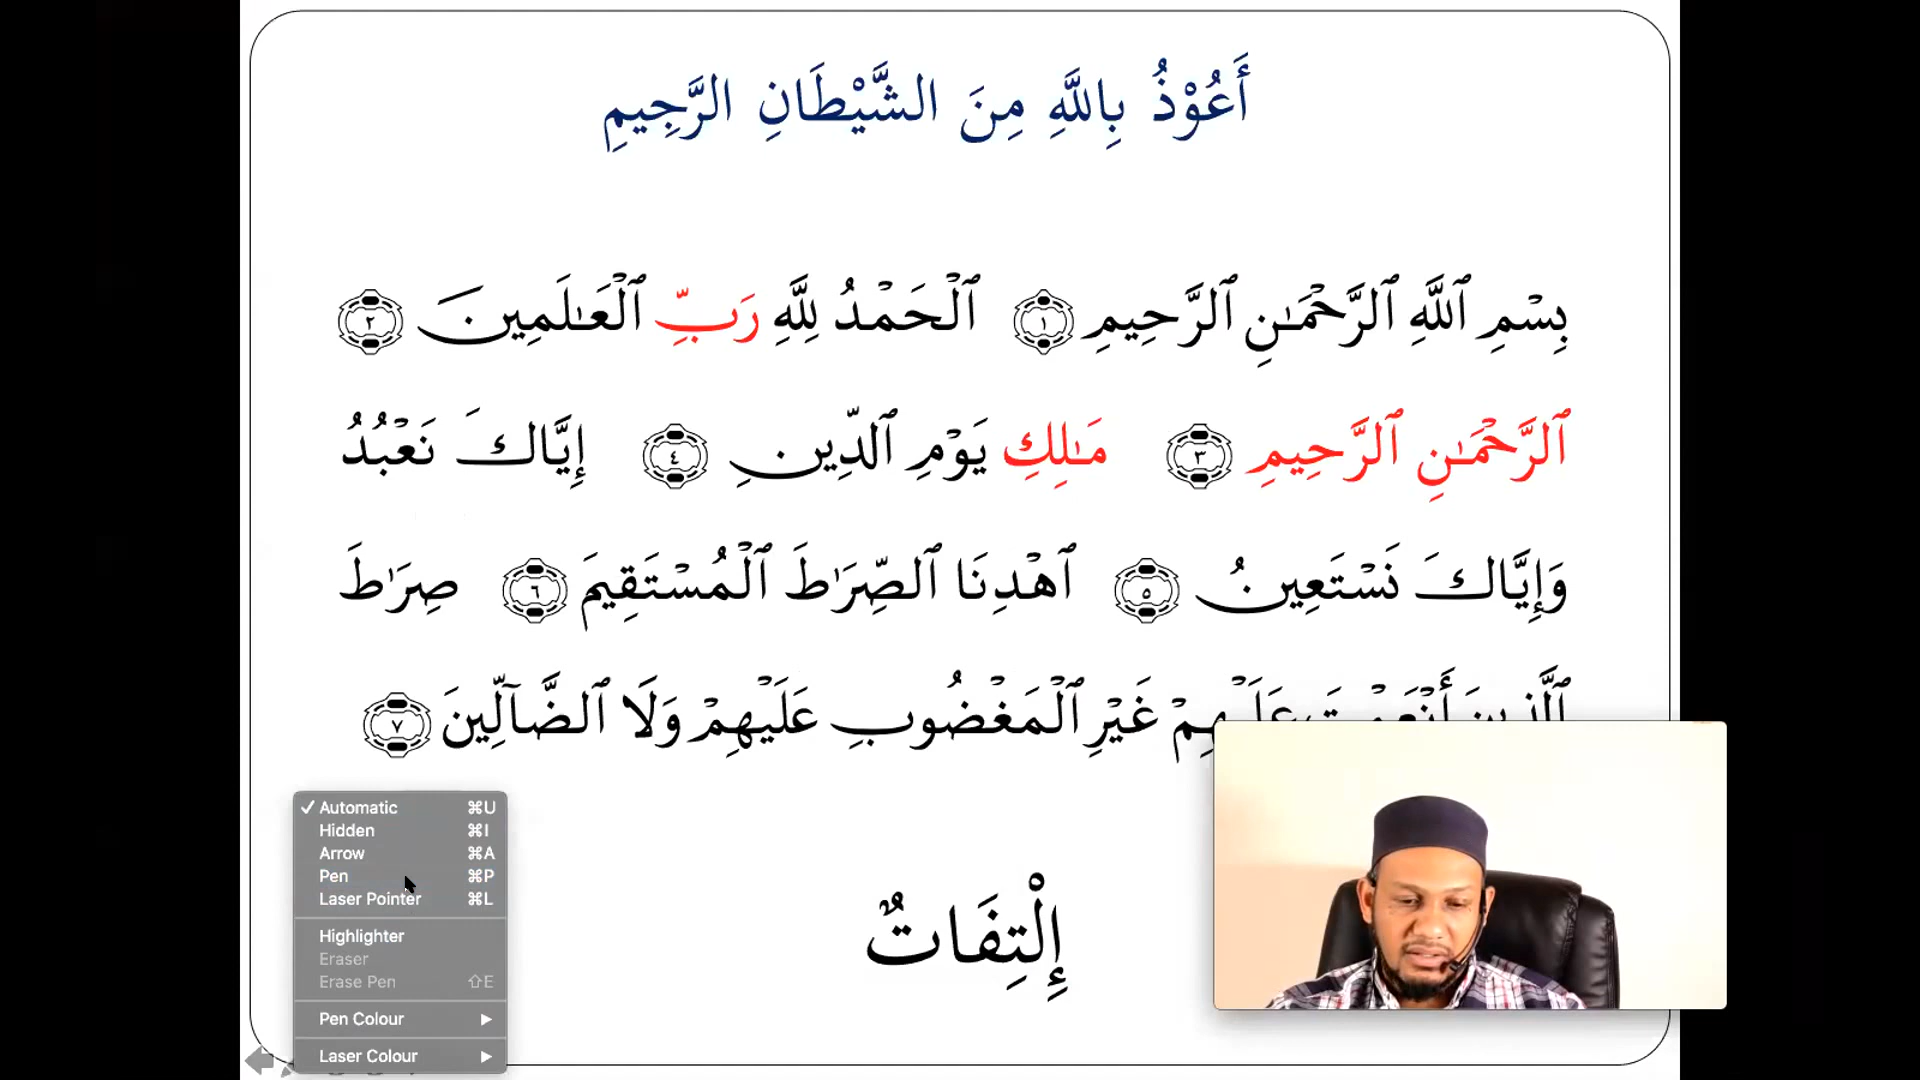 أَعُوْذُ بِاللَّهِ مِنَ الشَّيْطَانِ الرَّجِيمِ
بِسْمِ ٱللَّهِ ٱلرَّحْمَـٰنِ ٱلرَّحِيمِ ١ ٱلْحَمْدُ لِلَّهِ رَبِّ ٱلْعَـٰلَمِينَ ٢
ٱلرَّحْمَـٰنِ ٱلرَّحِيمِ ٣ مَـٰلِكِ يَوْمِ ٱلدِّينِ ٤ إِيَّاكَ نَعْبُدُ
وَإِيَّاكَ نَسْتَعِينُ ٥ ٱهْدِنَا ٱلصِّرَٰطَ ٱلْمُسْتَقِيمَ ٦ صِرَٰطَ
ٱلَّذِينَ أَنْعَمْتَ عَلَيْهِمْ غَيْرِ ٱلْمَغْضُوبِ عَلَيْهِمْ وَلَا ٱلضَّآلِّينَ ٧
إِلْتِفَاتٌ
✓ Automatic ⌘U
Hidden ⌘I
Arrow ⌘A
Pen ⌘P
Laser Pointer ⌘L
Highlighter
Eraser
Erase Pen ⇧E
Pen Colour ▶
Laser Colour ▶